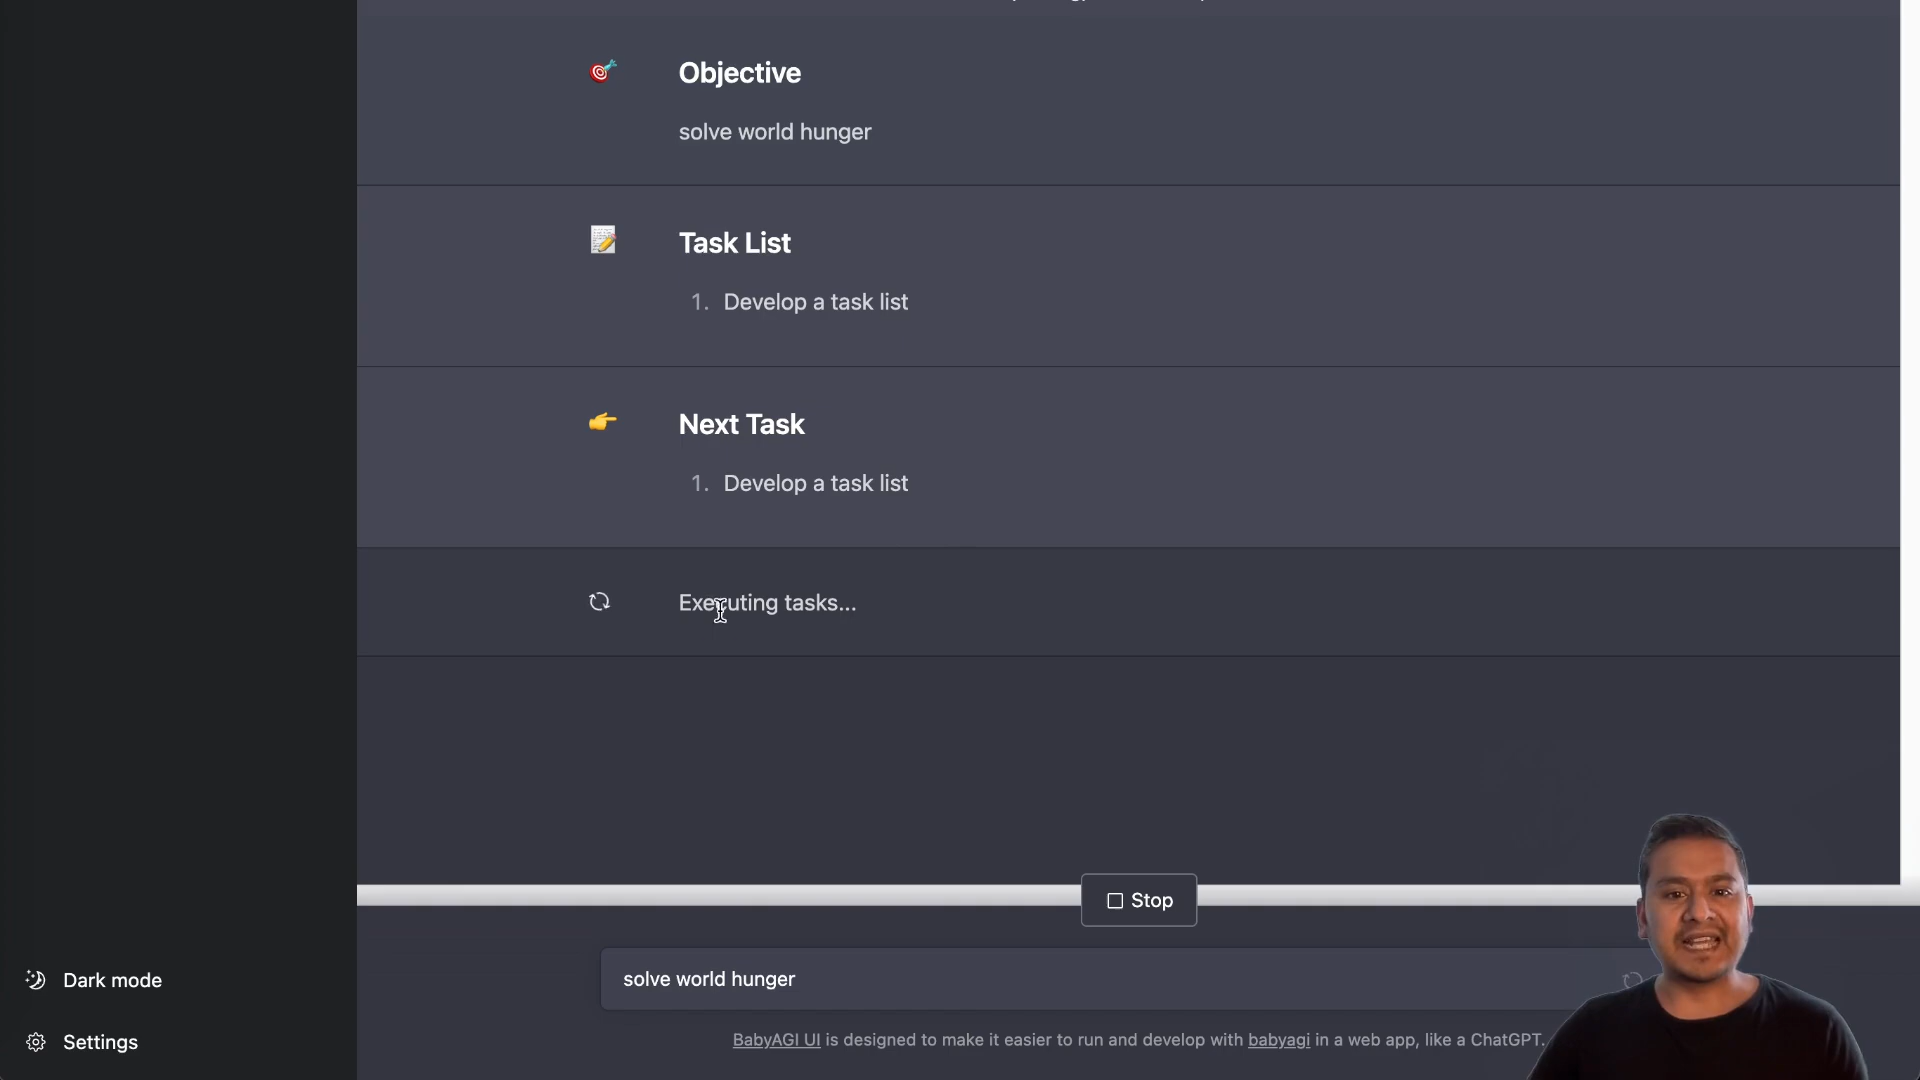 Objective
solve world hunger
Task List
1. Develop a task list
Next Task
1. Develop a task list
Executing tasks...
Stop
solve world hunger
BabyAGI UI is designed to make it easier to run and develop with babyagi in a web app, like a ChatGPT.
Dark mode
Settings